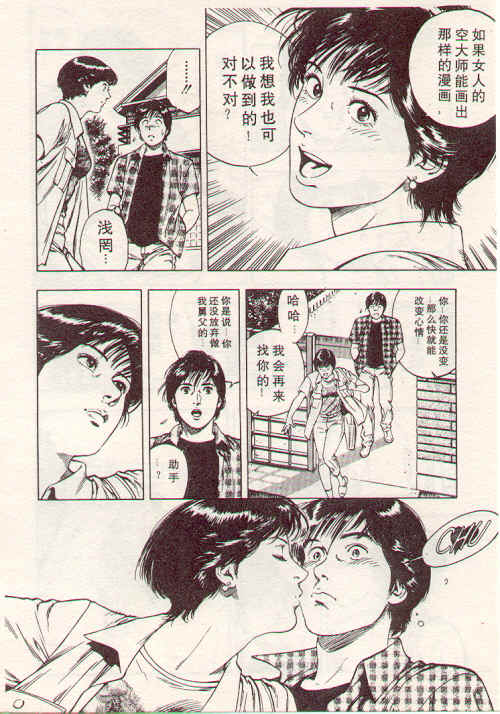 如果女人的
空大师能画出
那样的漫画，
我想我也可
以做到的！
对不对？
……!!
浅罔…
你…你还是没变
…那么快就能
改变心情…
哈哈…
我会再来
找你的！
你是说…你
还没放弃做
我舅父的…
助手
…？
CHU